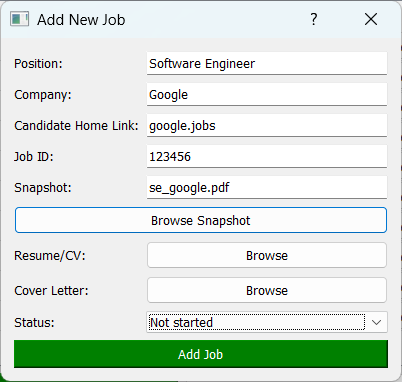 Add New Job ?
Position: Software Engineer
Company: Google
Candidate Home Link: google.jobs
Job ID: 123456
Snapshot: se_google.pdf
Browse Snapshot
Resume/CV: Browse
Cover Letter: Browse
Status: Not started
Add Job